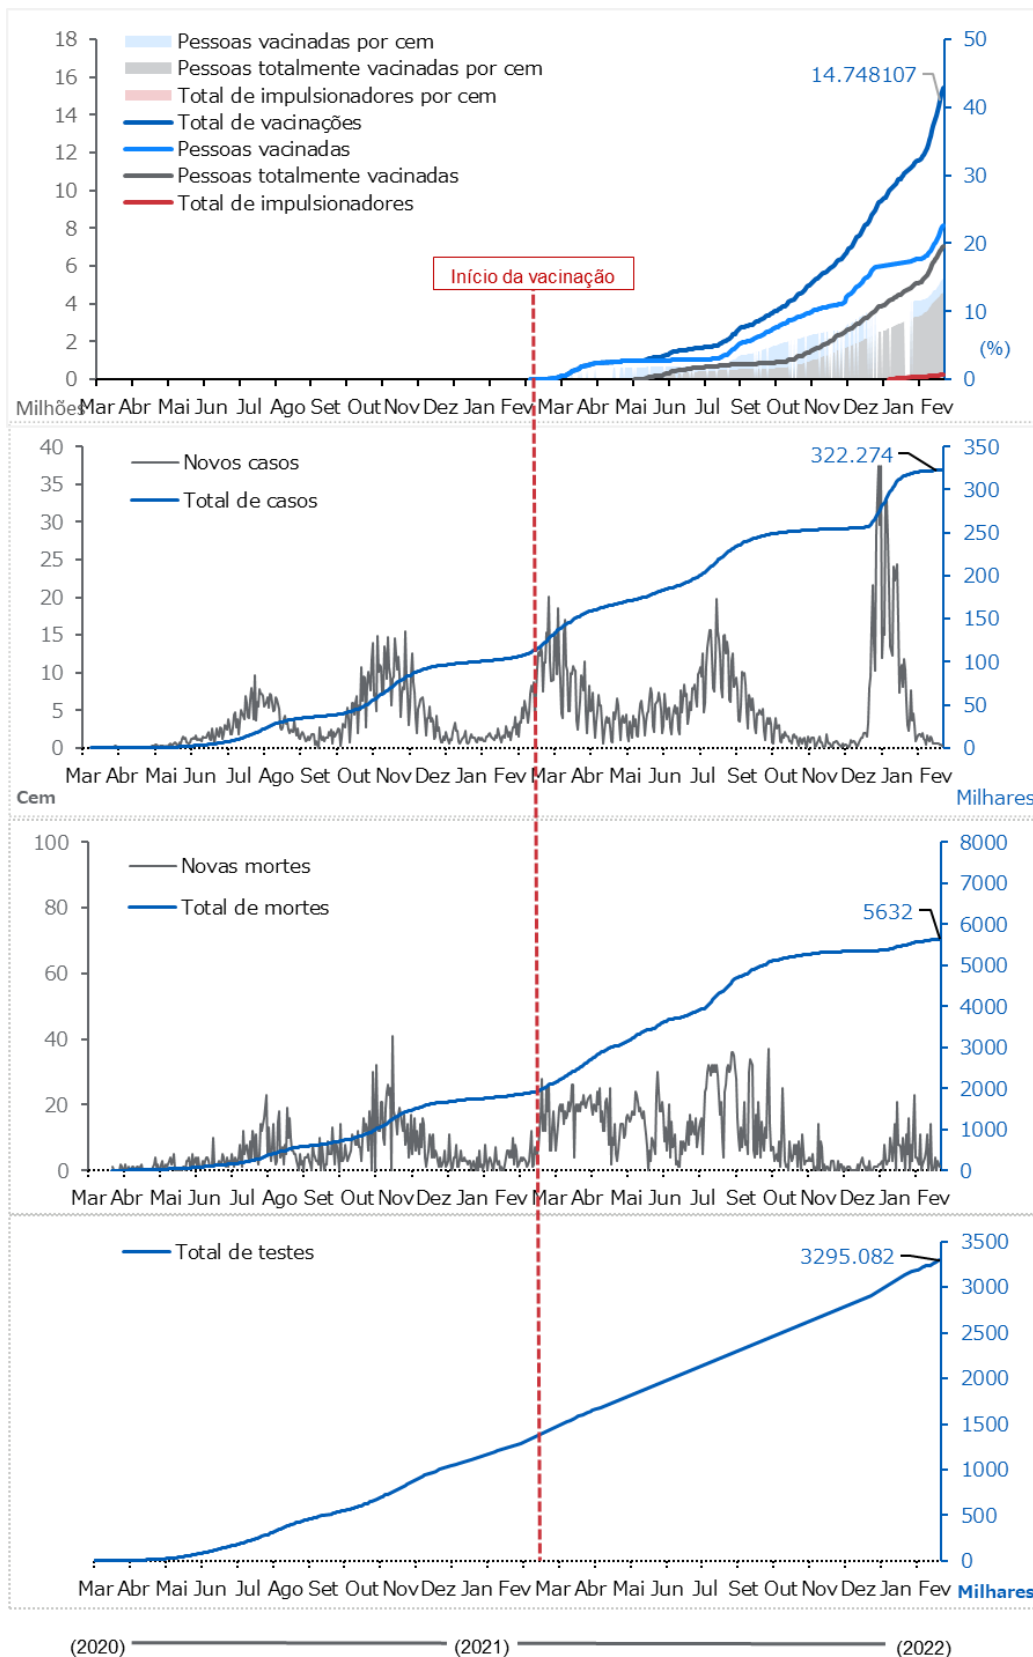 18
16
14
12
10
8
6
4
2
0
Milhões
Pessoas vacinadas por cem
Pessoas totalmente vacinadas por cem
Total de impulsionadores por cem
Total de vacinações
Pessoas vacinadas
Pessoas totalmente vacinadas
Total de impulsionadores
14.748107
Início da vacinação
50
40
30
20
10
0
(%)
Mar Abr Mai Jun Jul Ago Set Out Nov Dez Jan Fev Mar Abr Mai Jun Jul Set Out Nov Dez Jan Fev
40
35
30
25
20
15
10
5
0
Novos casos
Total de casos
322.274
350
300
250
200
150
100
50
0
Mar Abr Mai Jun Jul Ago Set Out Nov Dez Jan Fev Mar Abr Mai Jun Jul Set Out Nov Dez Jan Fev
Cem
Milhares
100
80
60
40
20
0
Novas mortes
Total de mortes
5632
8000
7000
6000
5000
4000
3000
2000
1000
0
Mar Abr Mai Jun Jul Ago Set Out Nov Dez Jan Fev Mar Abr Mai Jun Jul Set Out Nov Dez Jan Fev
Total de testes
3295.082
3500
3000
2500
2000
1500
1000
500
0
Mar Abr Mai Jun Jul Ago Set Out Nov Dez Jan Fev Mar Abr Mai Jun Jul Set Out Nov Dez Jan Fev
Milhares
(2020) (2021) (2022)